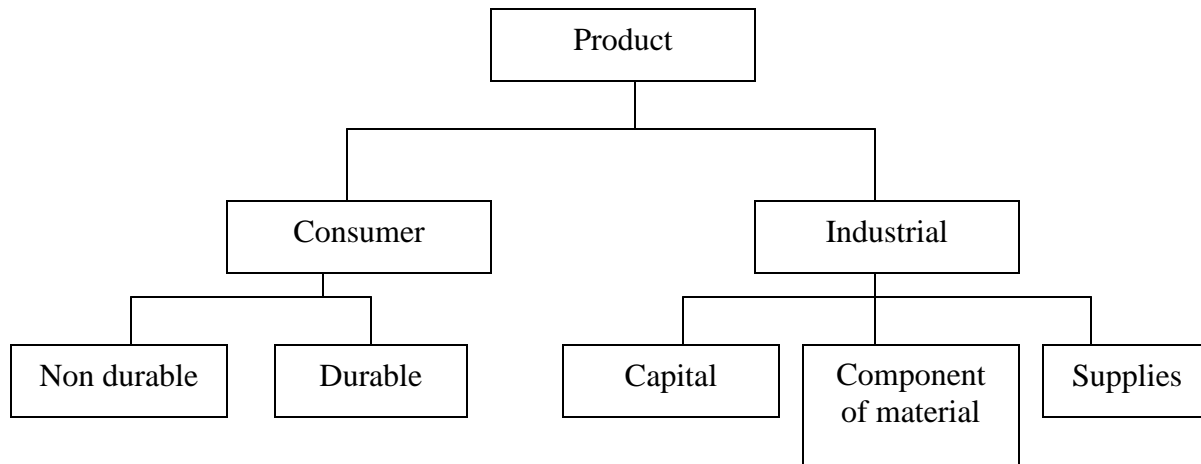 Product
Consumer
Industrial
Non durable
Durable
Capital
Component
of material
Supplies